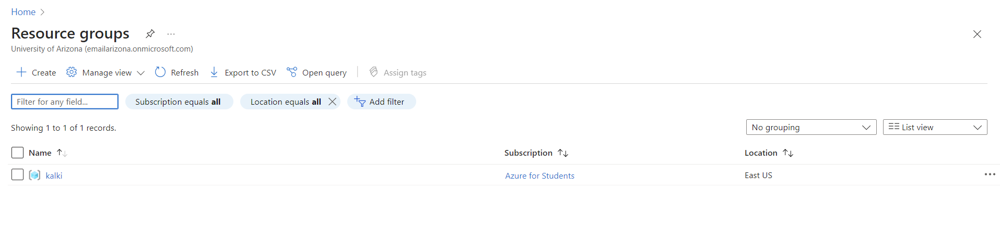 Home
Resource groups
University of Arizona (emailarizona.onmicrosoft.com)
Create Manage view Refresh Export to CSV Open query Assign tags
Filter for any field... Subscription equals all Location equals all Add filter
Showing 1 to 1 of 1 records. No grouping List view
Name Subscription Location
kalki Azure for Students East US